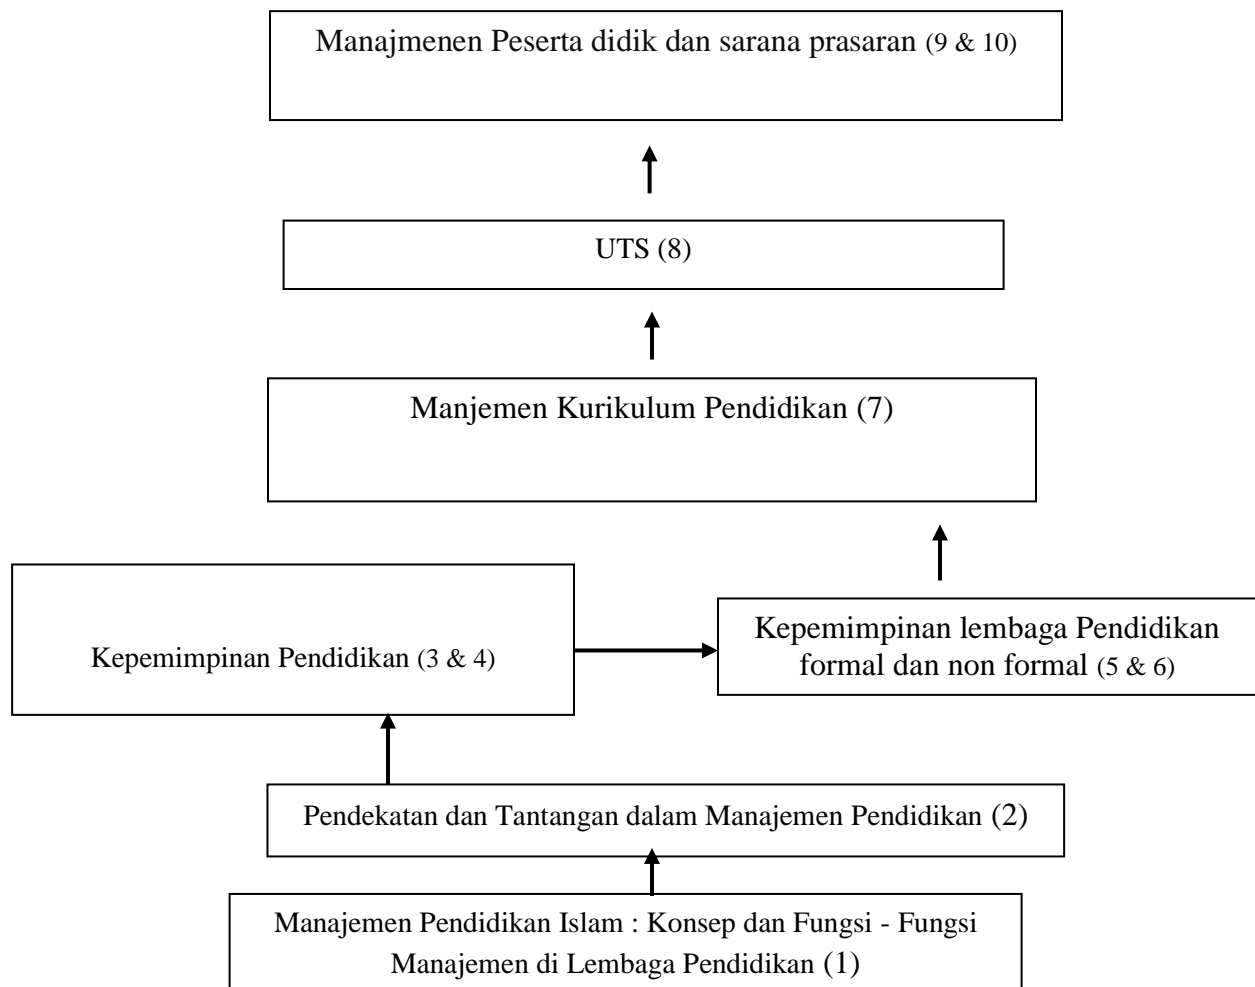 Manajmenen Peserta didik dan sarana prasaran (9 & 10)
UTS (8)
Manjemen Kurikulum Pendidikan (7)
Kepemimpinan Pendidikan (3 & 4)
Kepemimpinan lembaga Pendidikan
formal dan non formal (5 & 6)
Pendekatan dan Tantangan dalam Manajemen Pendidikan (2)
Manajemen Pendidikan Islam : Konsep dan Fungsi - Fungsi
Manajemen di Lembaga Pendidikan (1)